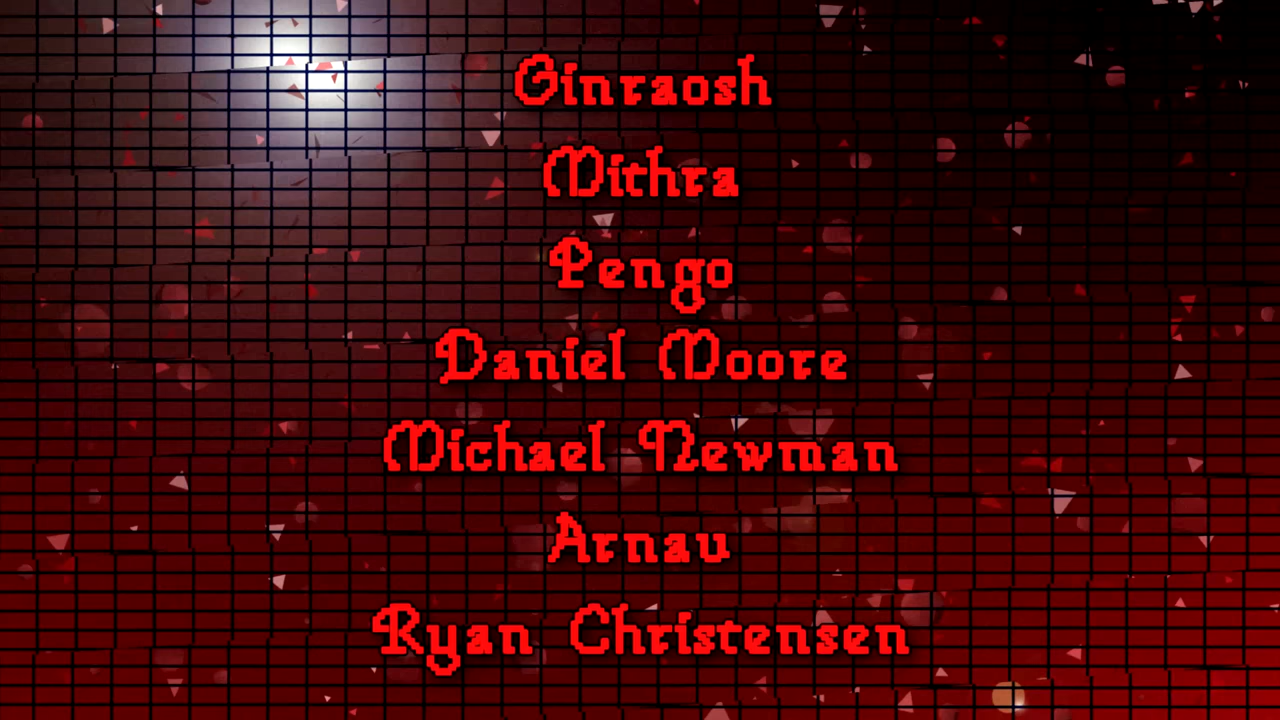 Ginraosh
Mithra
Pengo
Daniel Moore
Michael Newman
Arnau
Ryan Christensen